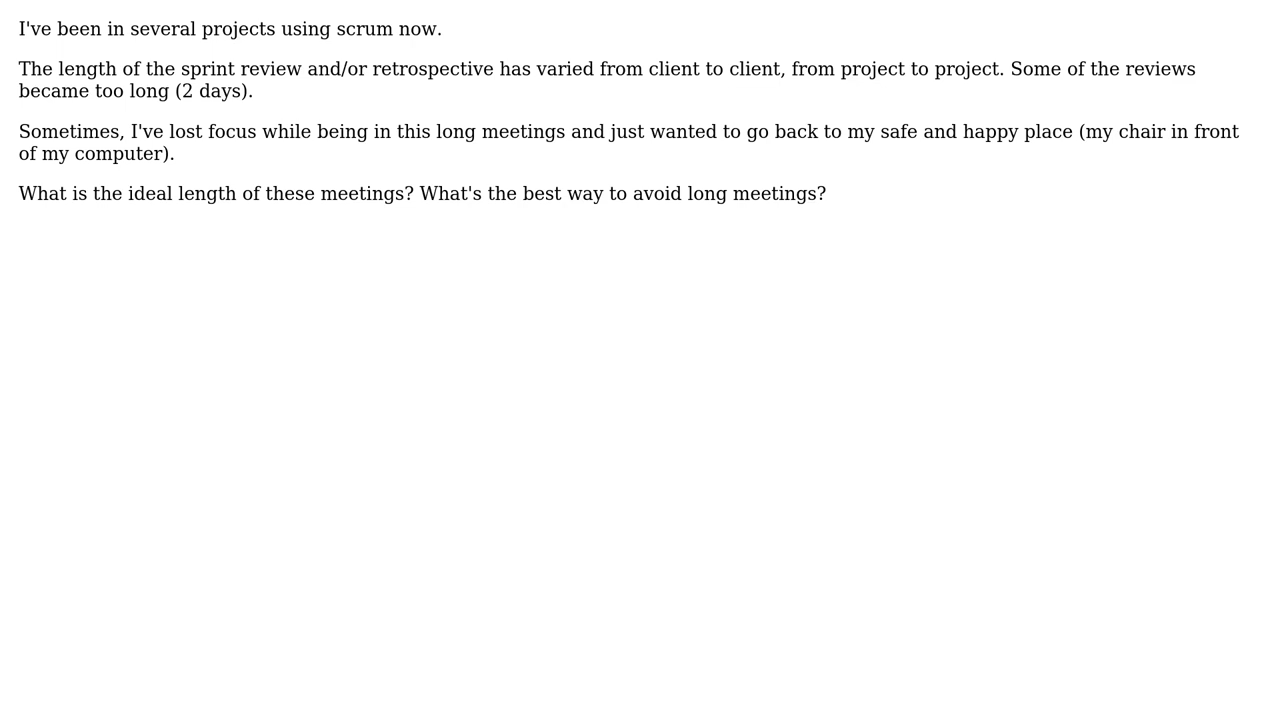 I've been in several projects using scrum now.
The length of the sprint review and/or retrospective has varied from client to client, from project to project. Some of the reviews
became too long (2 days).
Sometimes, I've lost focus while being in this long meetings and just wanted to go back to my safe and happy place (my chair in front
of my computer).
What is the ideal length of these meetings? What's the best way to avoid long meetings?